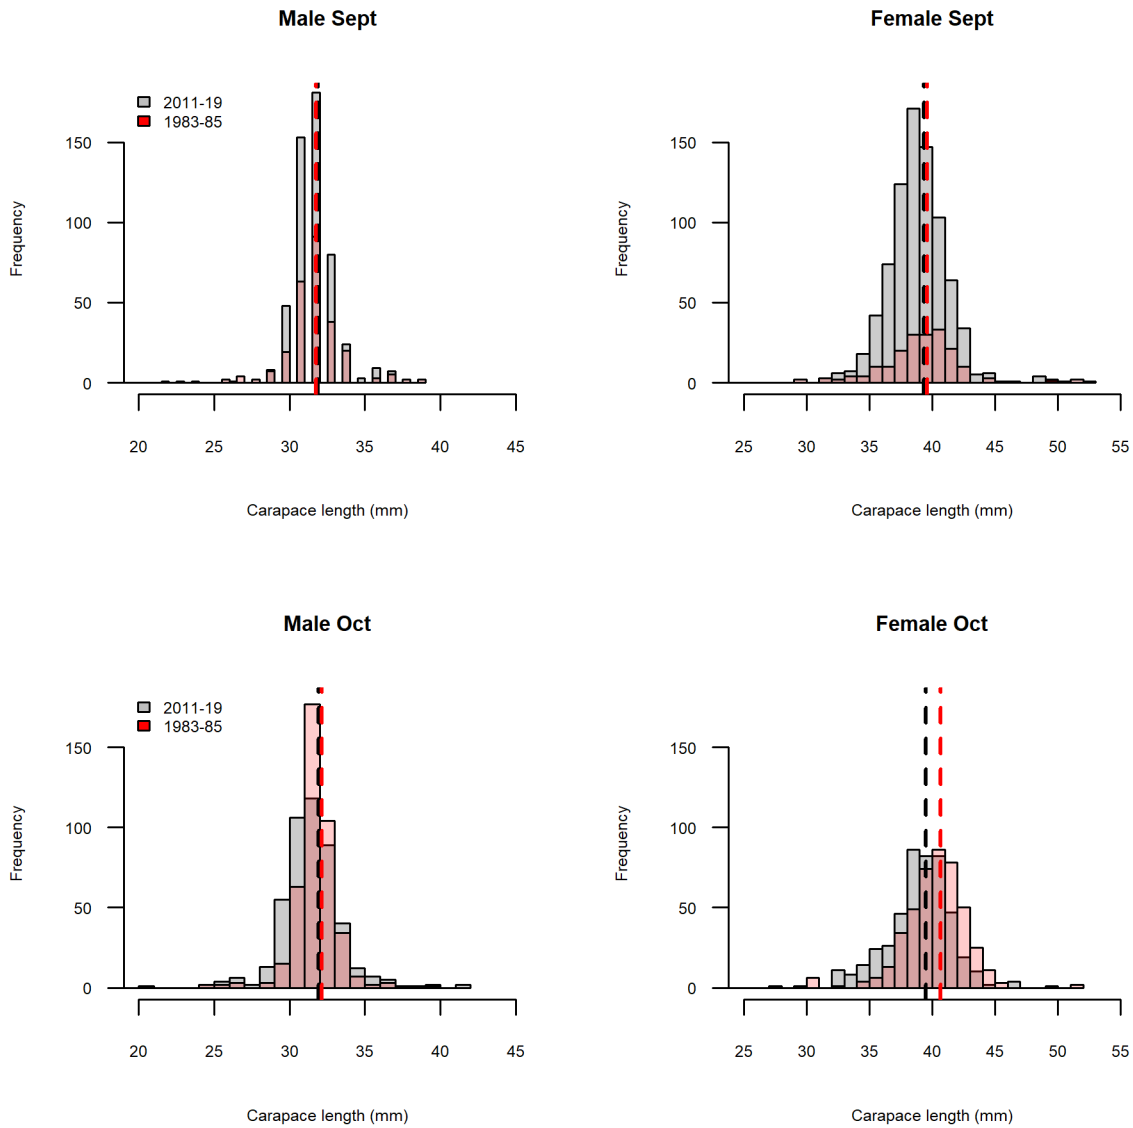 Male Sept
2011-19
1983-85
Frequency
150
100
50
0
20 25 30 35 40 45
Carapace length (mm)
Female Sept
Frequency
150
100
50
0
25 30 35 40 45 50 55
Carapace length (mm)
Male Oct
2011-19
1983-85
Frequency
150
100
50
0
20 25 30 35 40 45
Carapace length (mm)
Female Oct
Frequency
150
100
50
0
25 30 35 40 45 50 55
Carapace length (mm)